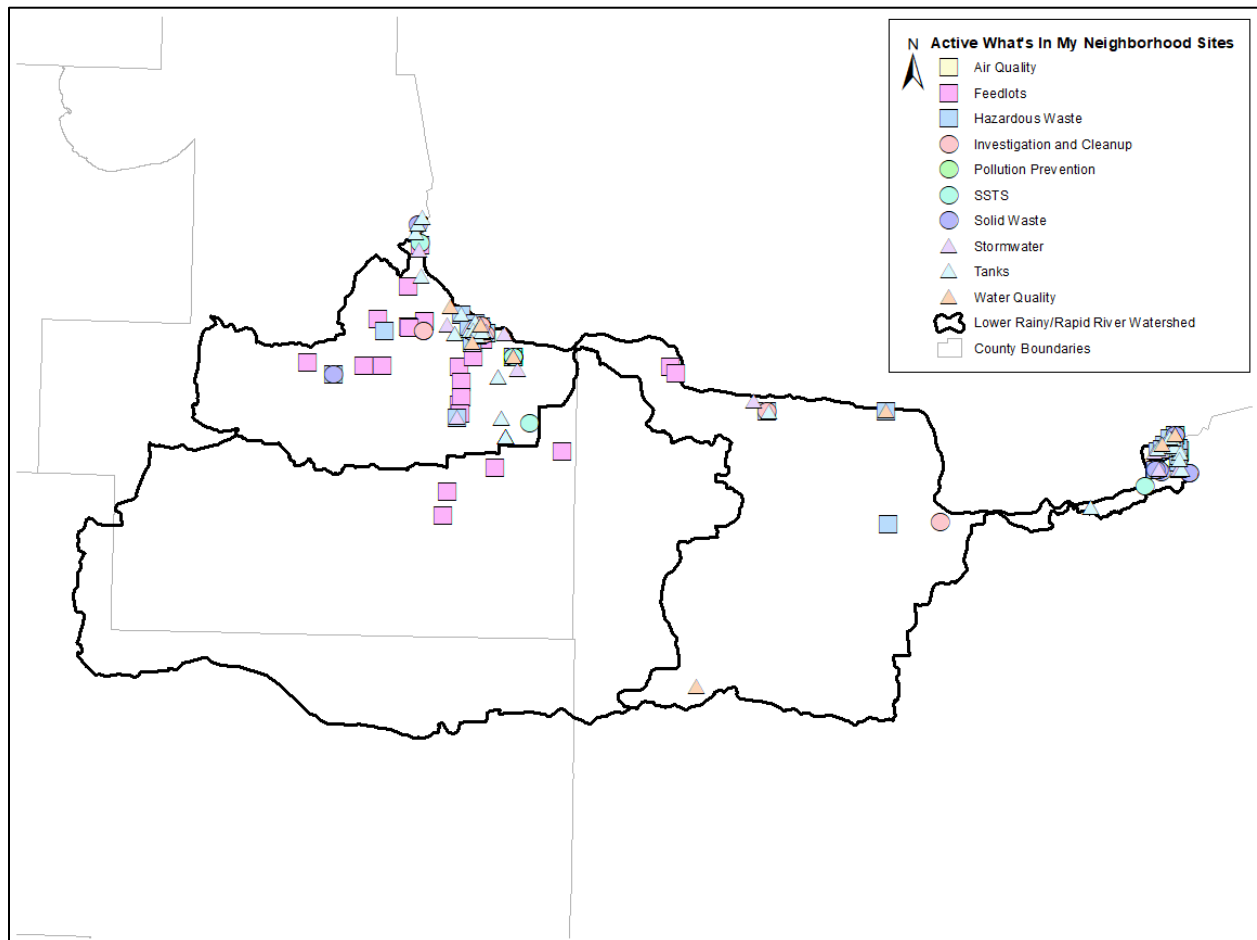 N
Active What's In My Neighborhood Sites
Air Quality
Feedlots
Hazardous Waste
Investigation and Cleanup
Pollution Prevention
SSTS
Solid Waste
Stormwater
Tanks
Water Quality
Lower Rainy/Rapid River Watershed
County Boundaries